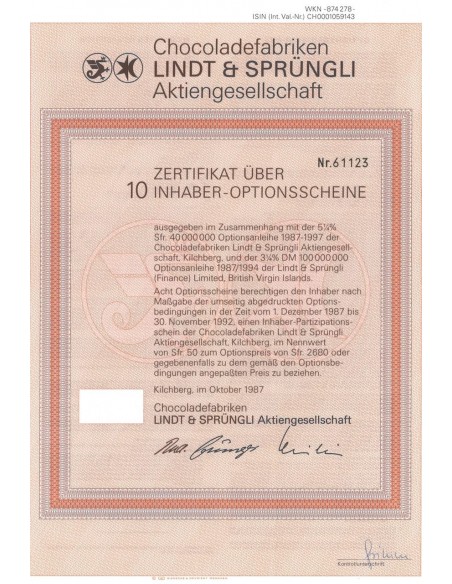 WKN - 874 278 -
ISIN (Int. Val.-Nr.) CH0001059143
Chocoladefabriken
LINDT & SPRÜNGLI
Aktiengesellschaft
Nr.61123
ZERTIFIKAT ÜBER
10 INHABER-OPTIONSSCHEINE
ausgegeben im Zusammenhang mit der 5¼%
Sfr. 40 000 000 Optionsanleihe 1987-1997 der
Chocoladefabriken Lindt & Sprüngli Aktiengesell-
schaft, Kilchberg, und der 3¼% DM 100 000 000
Optionsanleihe 1987/1994 der Lindt & Sprüngli
(Finance) Limited, British Virgin Islands.
Acht Optionsscheine berechtigen den Inhaber nach
Maßgabe der umseitig abgedruckten Options-
bedingungen in der Zeit vom 1. Dezember 1987 bis
30. November 1992, einen Inhaber-Partizipations-
schein der Chocoladefabriken Lindt & Sprüngli
Aktiengesellschaft, Kilchberg, im Nennwert
von Sfr. 50 zum Optionspreis von Sfr. 2680 oder
gegebenenfalls zu dem gemäß den Optionsbe-
dingungen angepaßten Preis zu beziehen.
Kilchberg, im Oktober 1987
Chocoladefabriken
LINDT & SPRÜNGLI Aktiengesellschaft
Kontrollunterschrift